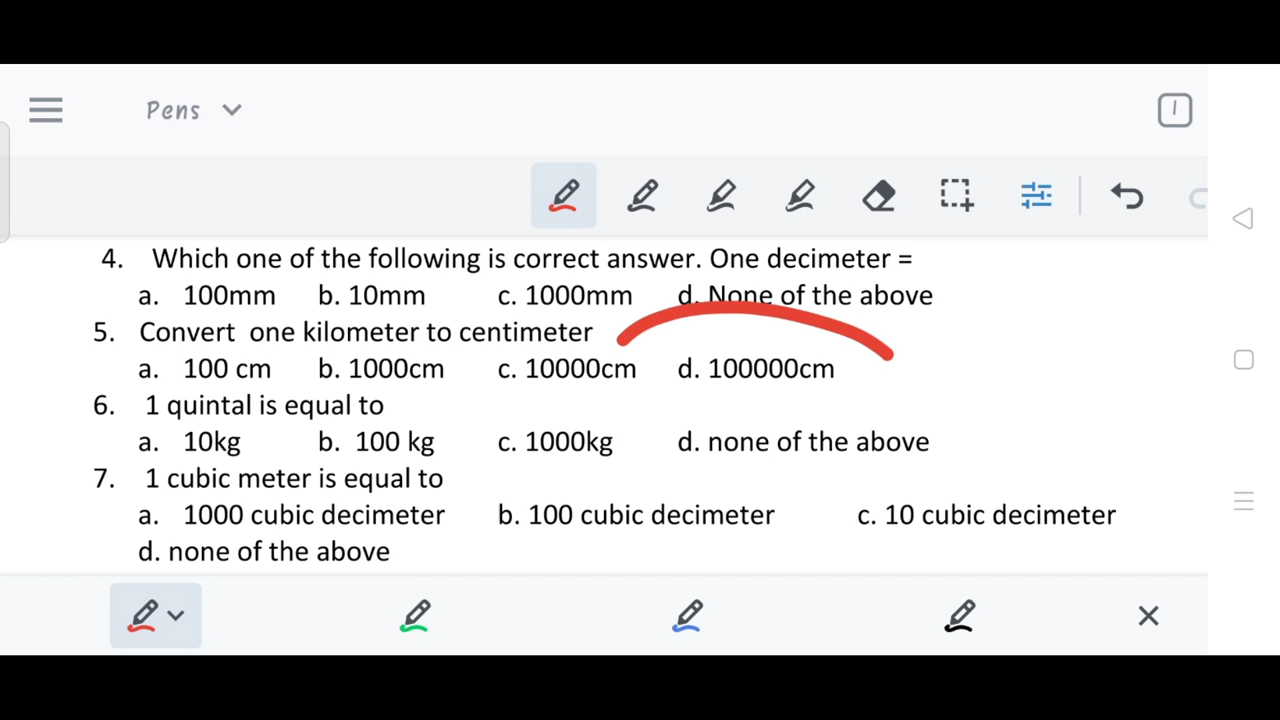 Pens
4. Which one of the following is correct answer. One decimeter =
a. 100mm b. 10mm c. 1000mm d. None of the above
5. Convert one kilometer to centimeter
a. 100 cm b. 1000cm c. 10000cm d. 100000cm
6. 1 quintal is equal to
a. 10kg b. 100 kg c. 1000kg d. none of the above
7. 1 cubic meter is equal to
a. 1000 cubic decimeter b. 100 cubic decimeter c. 10 cubic decimeter
d. none of the above